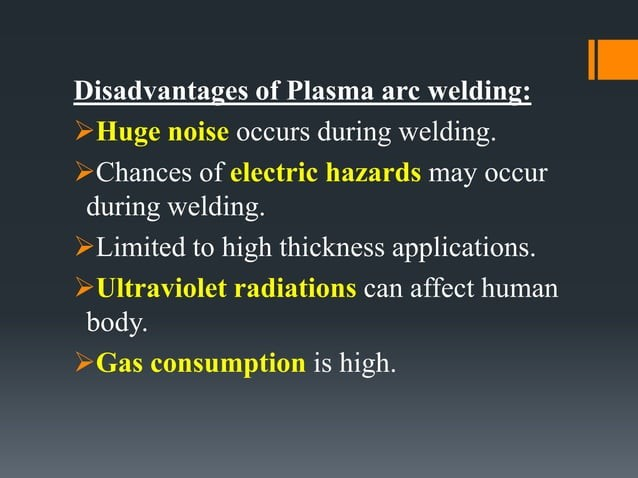 Disadvantages of Plasma arc welding:
➢Huge noise occurs during welding.
➢Chances of electric hazards may occur
during welding.
➢Limited to high thickness applications.
➢Ultraviolet radiations can affect human
body.
➢Gas consumption is high.